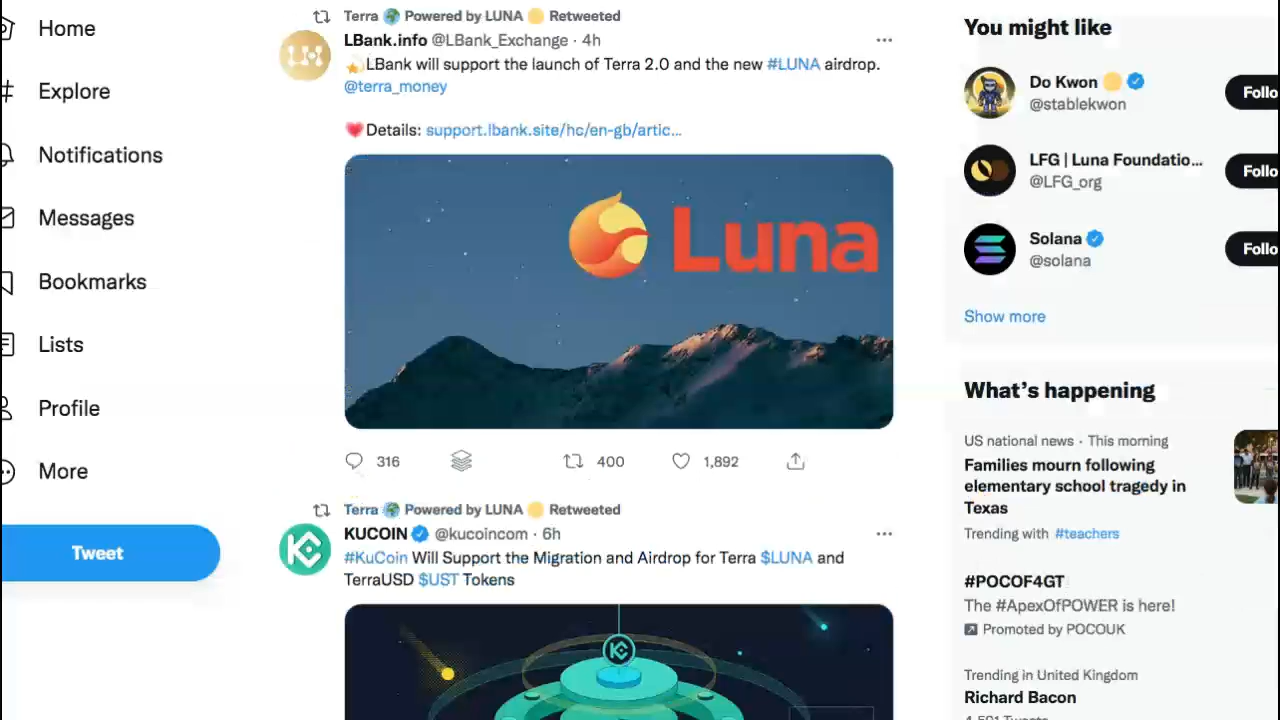 Home
Explore
Notifications
Messages
Bookmarks
Lists
Profile
More
Tweet
Terra 🌍 Powered by LUNA 🌕 Retweeted
LBank.info @LBank_Exchange · 4h
💫LBank will support the launch of Terra 2.0 and the new #LUNA airdrop.
@terra_money
💗Details: support.lbank.site/hc/en-gb/artic...
Luna
316
400
1,892
Terra 🌍 Powered by LUNA 🌕 Retweeted
KUCOIN @kucoincom · 6h
#KuCoin Will Support the Migration and Airdrop for Terra $LUNA and
TerraUSD $UST Tokens
You might like
Do Kwon 🌕
@stablekwon
Follo
LFG | Luna Foundatio...
@LFG_org
Follo
Solana
@solana
Follo
Show more
What's happening
US national news · This morning
Families mourn following
elementary school tragedy in
Texas
Trending with #teachers
#POCOF4GT
The #ApexOfPOWER is here!
Promoted by POCOUK
Trending in United Kingdom
Richard Bacon